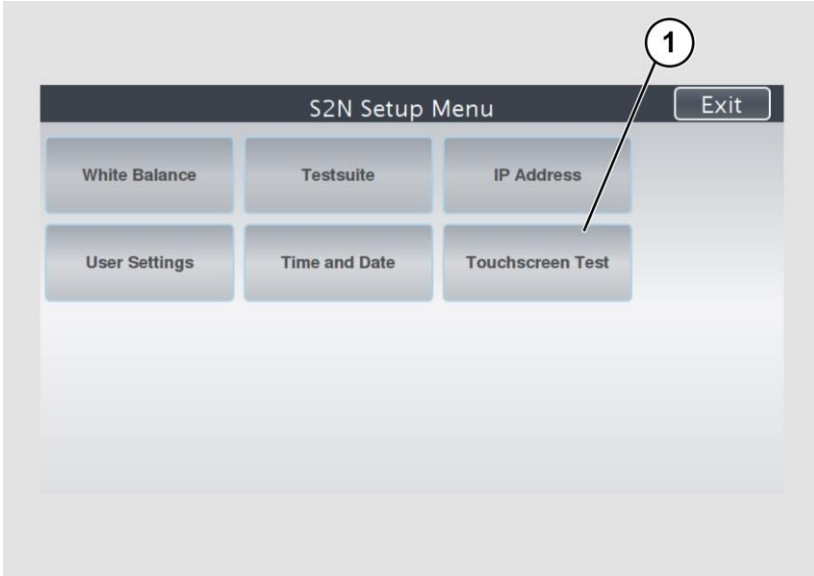 1
S2N Setup Menu
Exit
White Balance
Testsuite
IP Address
User Settings
Time and Date
Touchscreen Test